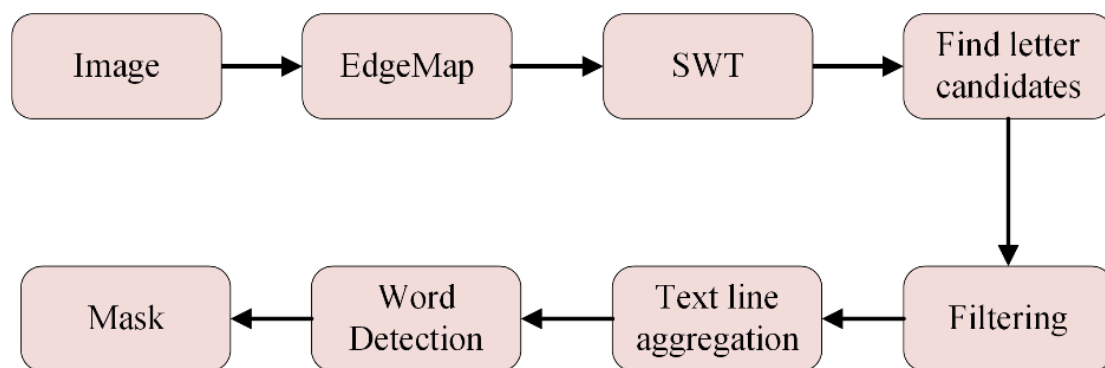 Image
EdgeMap
SWT
Find letter
candidates
Filtering
Text line
aggregation
Word
Detection
Mask